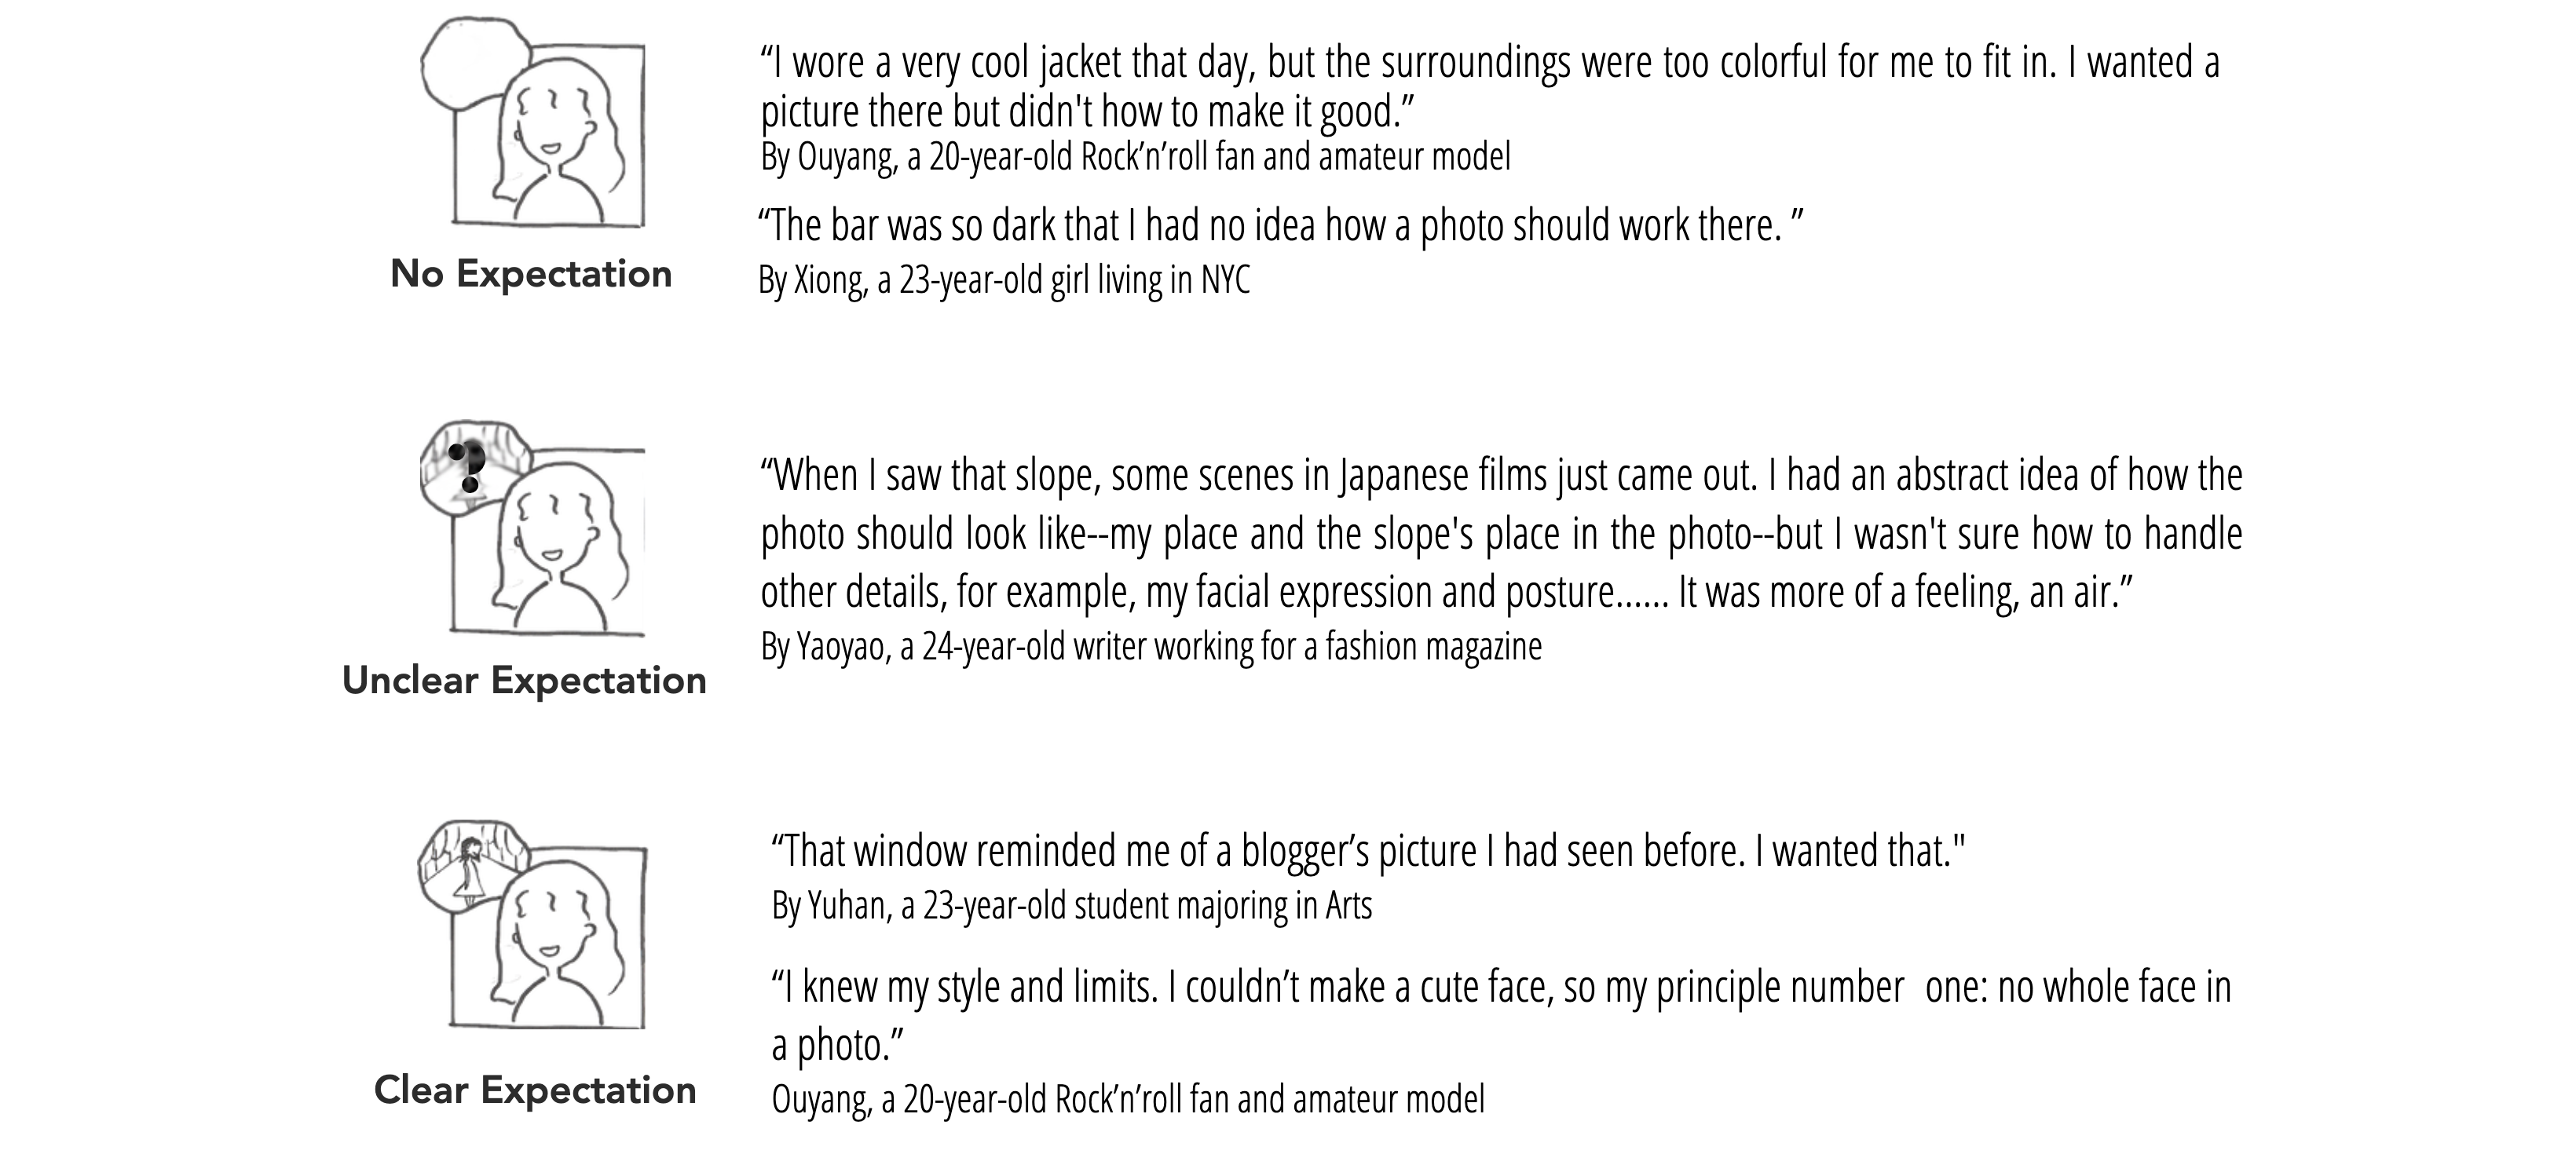 “I wore a very cool jacket that day, but the surroundings were too colorful for me to fit in. I wanted a
picture there but didn't how to make it good.”
By Ouyang, a 20-year-old Rock’n’roll fan and amateur model
“The bar was so dark that I had no idea how a photo should work there. ”
By Xiong, a 23-year-old girl living in NYC
No Expectation
“When I saw that slope, some scenes in Japanese films just came out. I had an abstract idea of how the
photo should look like--my place and the slope's place in the photo--but I wasn't sure how to handle
other details, for example, my facial expression and posture...... It was more of a feeling, an air.”
By Yaoyao, a 24-year-old writer working for a fashion magazine
Unclear Expectation
“That window reminded me of a blogger’s picture I had seen before. I wanted that."
By Yuhan, a 23-year-old student majoring in Arts
“I knew my style and limits. I couldn’t make a cute face, so my principle number  one: no whole face in
a photo.”
Ouyang, a 20-year-old Rock’n’roll fan and amateur model
Clear Expectation